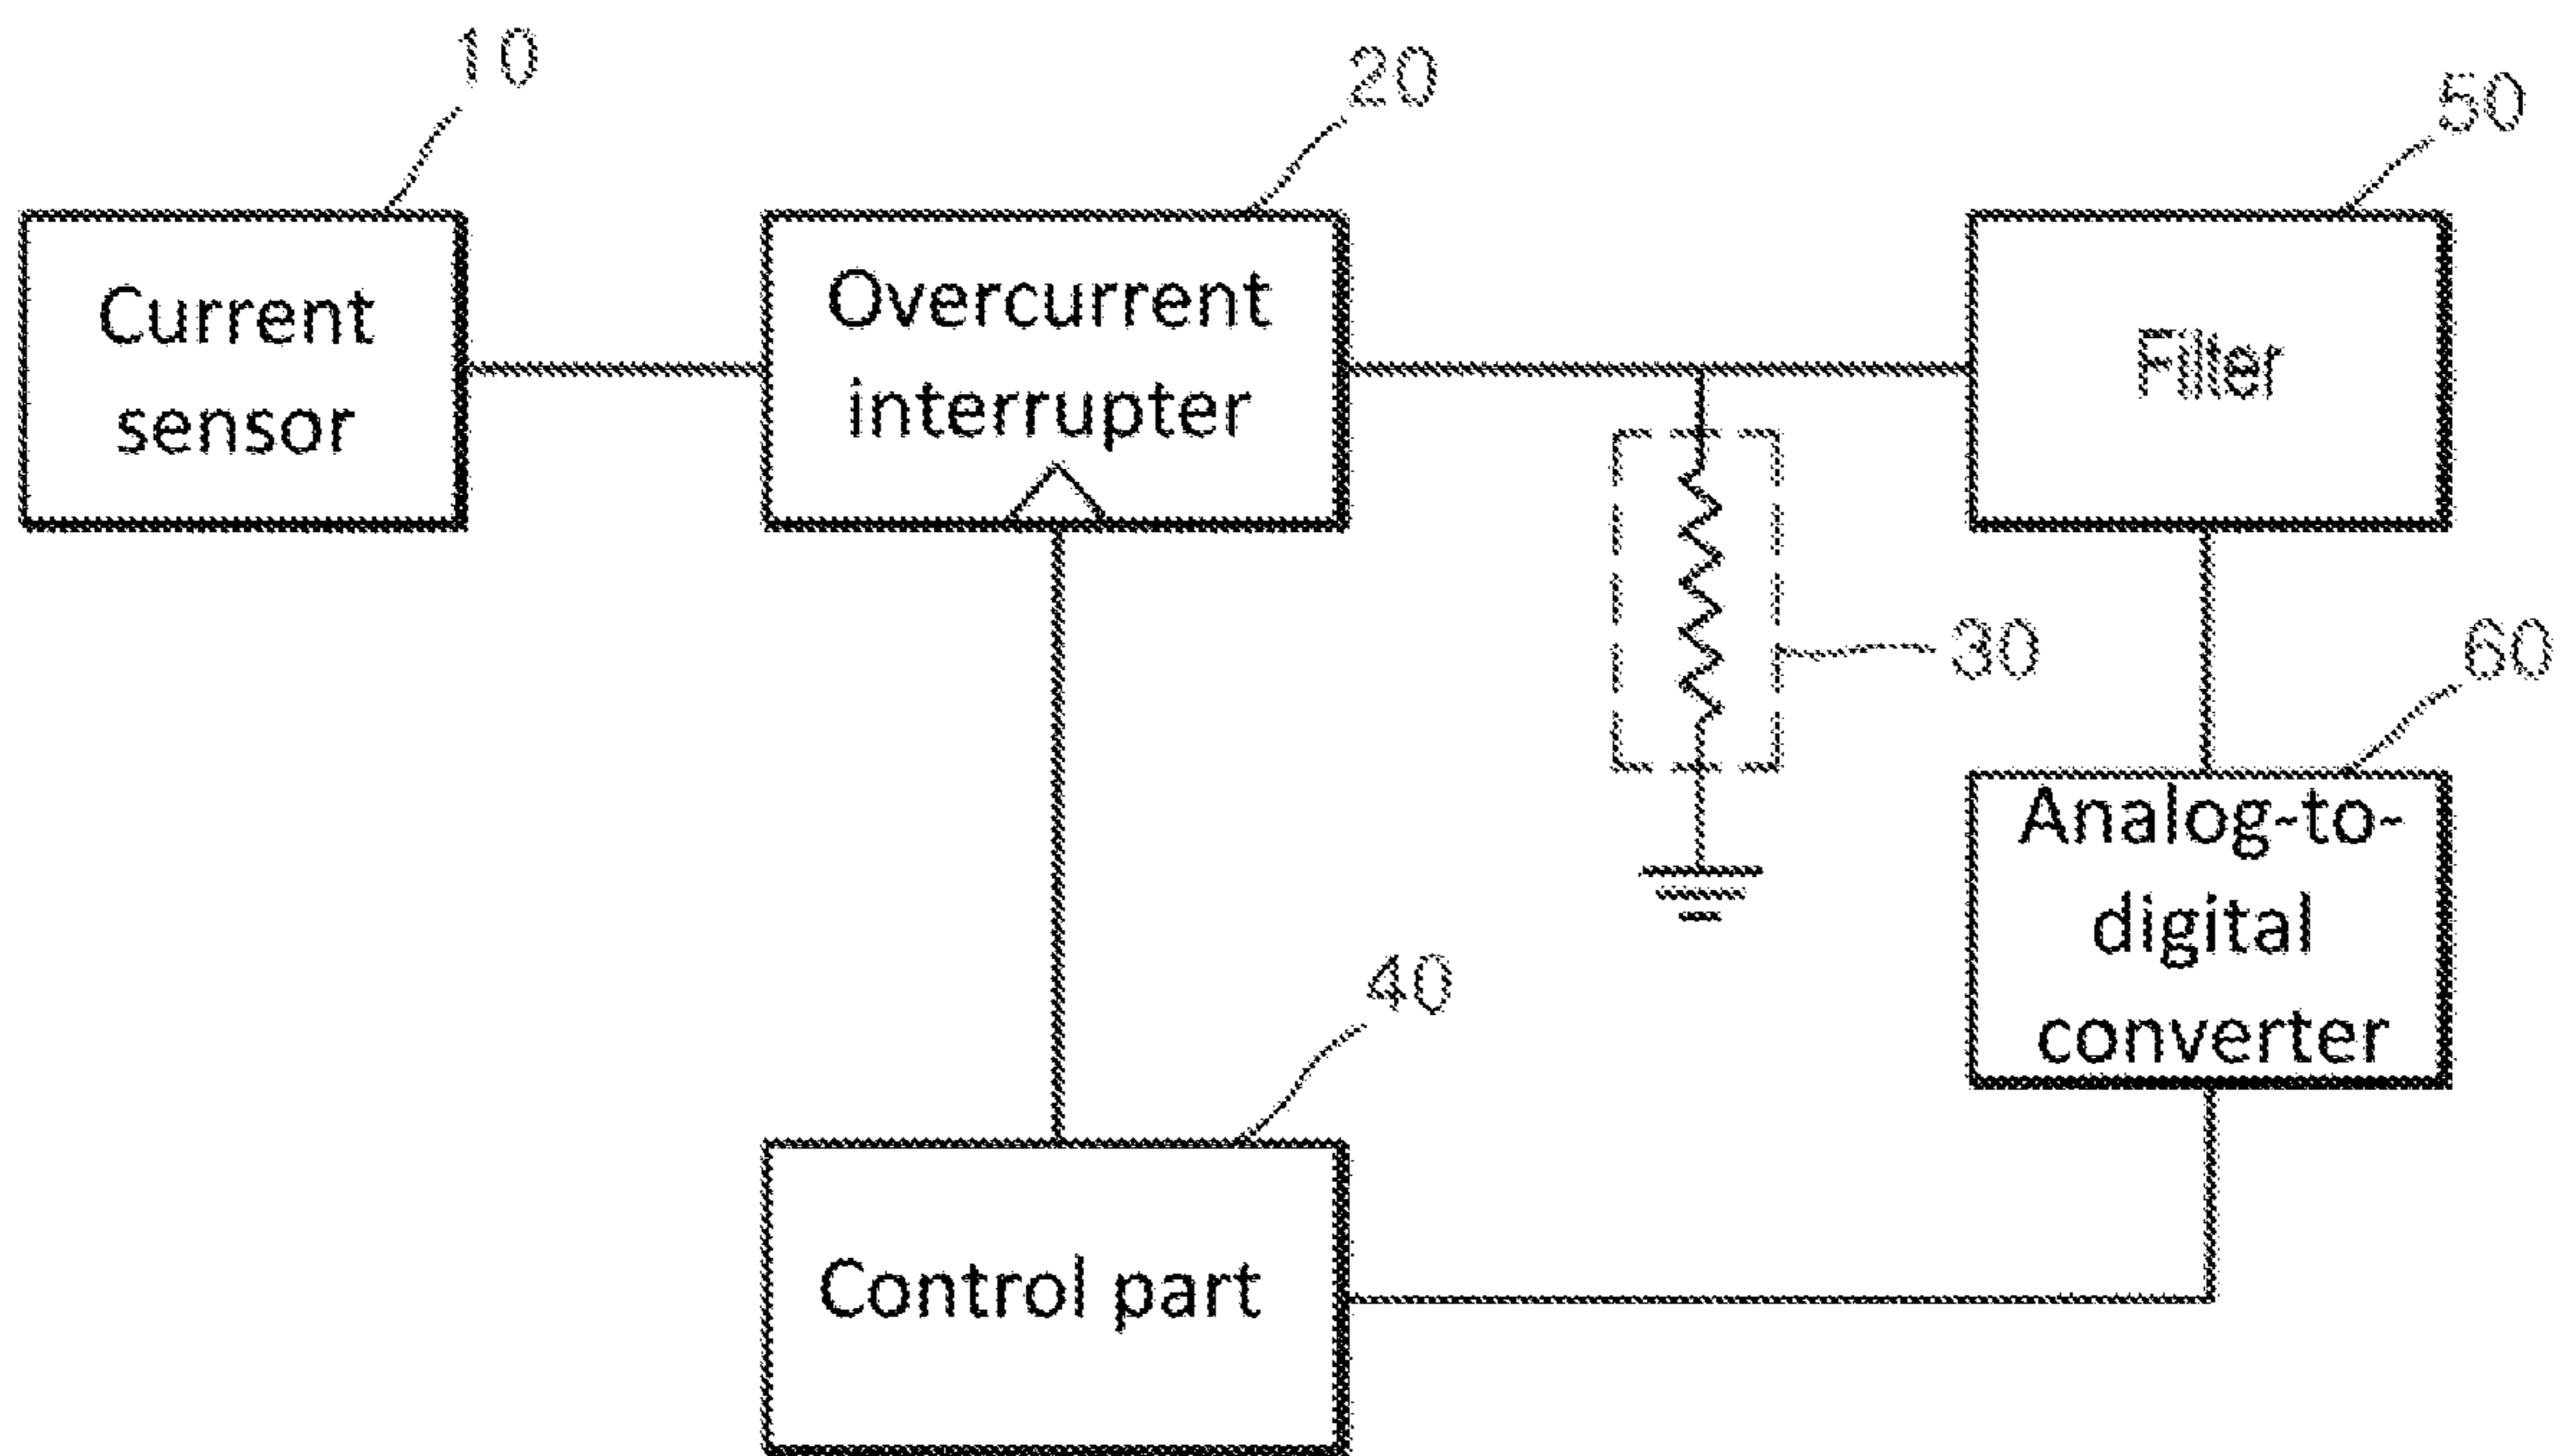 10
20
50
Current
sensor
Overcurrent
interrupter
Filter
30
60
Analog-to-
digital
converter
40
Control part